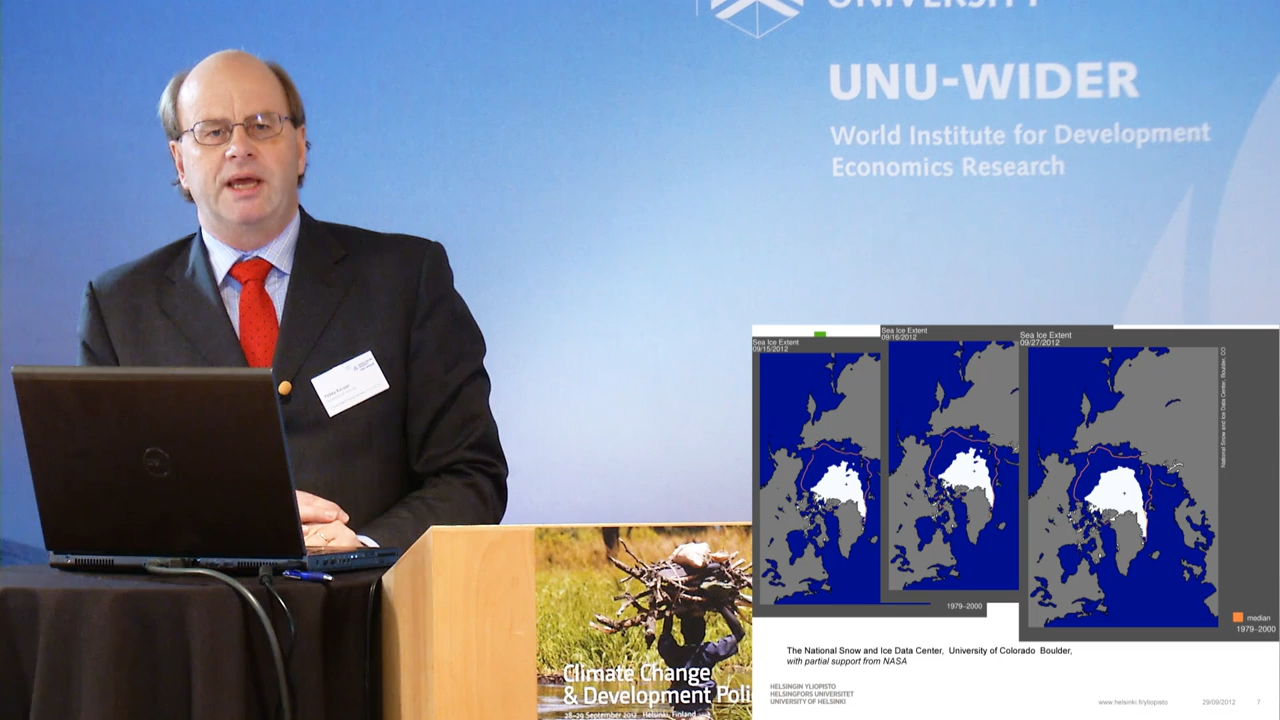 UNIVERSITY
UNU-WIDER
World Institute for Development
Economics Research
Sea Ice Extent
09/15/2012
Sea Ice Extent
09/16/2012
Sea Ice Extent
09/27/2012
National Snow and Ice Data Center, Boulder, CO
median
1979–2000
1979–2000
The National Snow and Ice Data Center, University of Colorado Boulder,
with partial support from NASA
HELSINGIN YLIOPISTO
HELSINGFORS UNIVERSITET
UNIVERSITY OF HELSINKI
www.helsinki.fi/yliopisto
29/09/2012
7
Climate Change
& Development Poli
28–29 September 2012 Helsinki, Finland